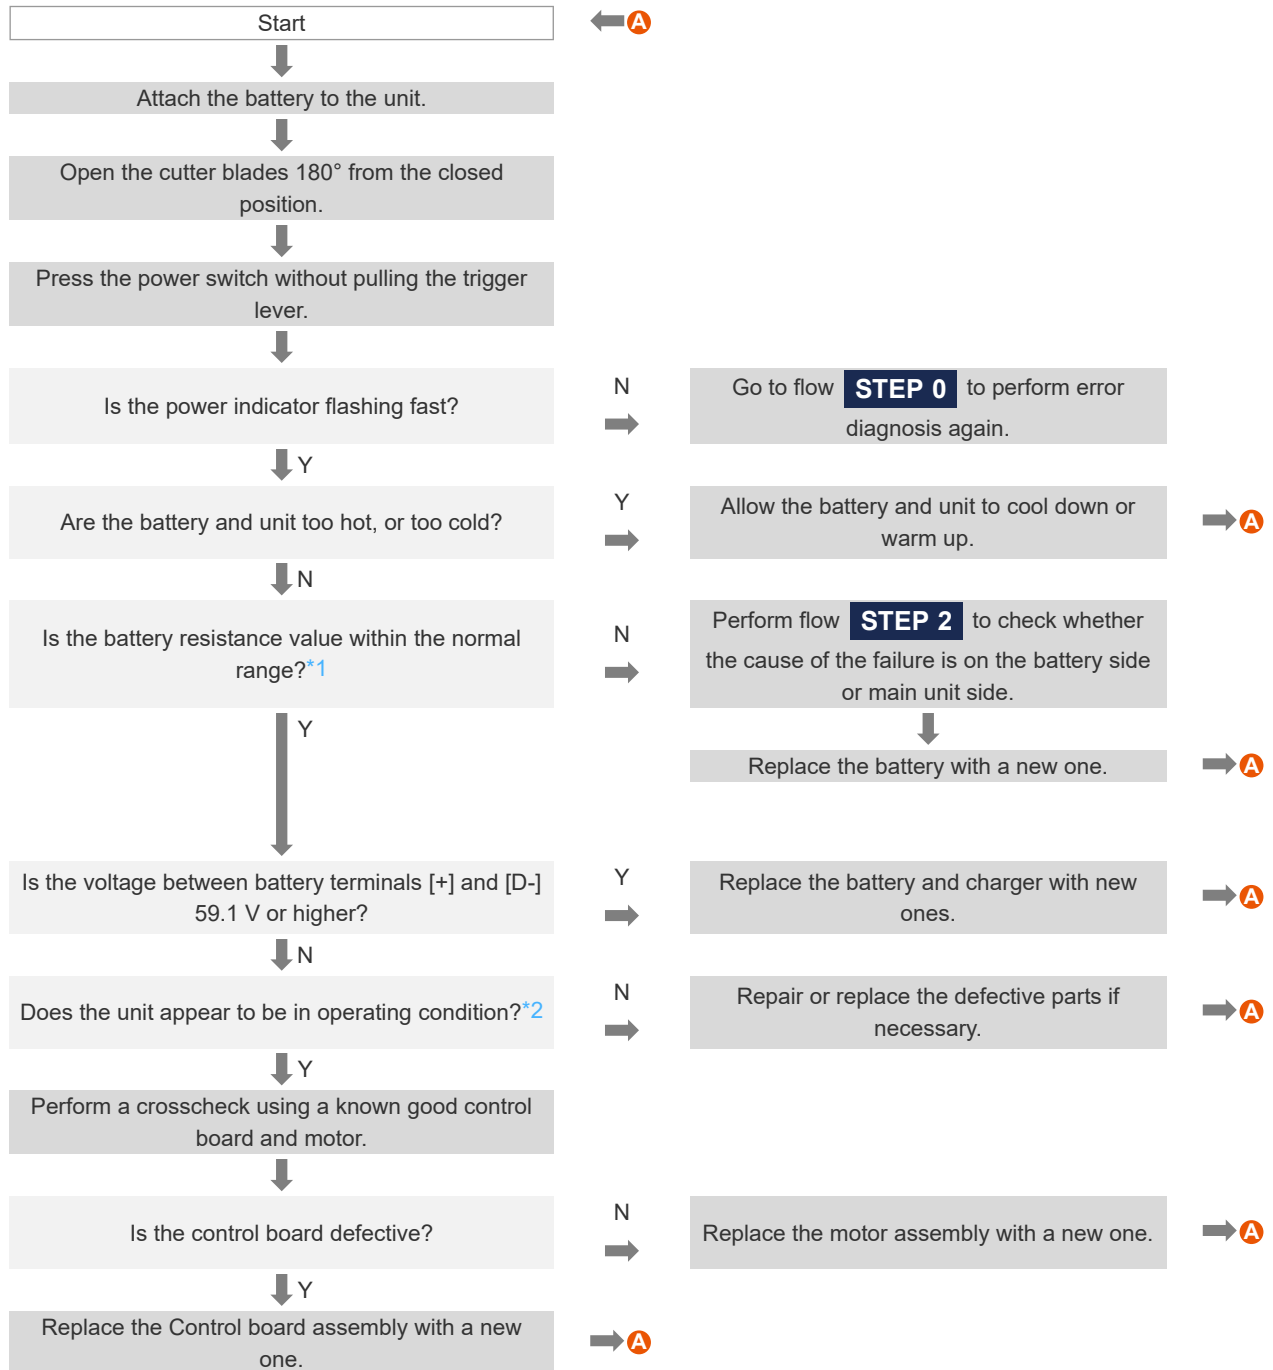 Start
A
Attach the battery to the unit.
Open the cutter blades 180° from the closed
position.
Press the power switch without pulling the trigger
lever.
Is the power indicator flashing fast?
N
Go to flow STEP 0 to perform error
diagnosis again.
Y
Are the battery and unit too hot, or too cold?
Y
Allow the battery and unit to cool down or
warm up.
A
N
Is the battery resistance value within the normal
range?*1
N
Perform flow STEP 2 to check whether
the cause of the failure is on the battery side
or main unit side.
Y
Replace the battery with a new one.
A
Is the voltage between battery terminals [+] and [D-]
59.1 V or higher?
Y
Replace the battery and charger with new
ones.
A
N
Does the unit appear to be in operating condition?*2
N
Repair or replace the defective parts if
necessary.
A
Y
Perform a crosscheck using a known good control
board and motor.
Is the control board defective?
N
Replace the motor assembly with a new one.
A
Y
Replace the Control board assembly with a new
one.
A